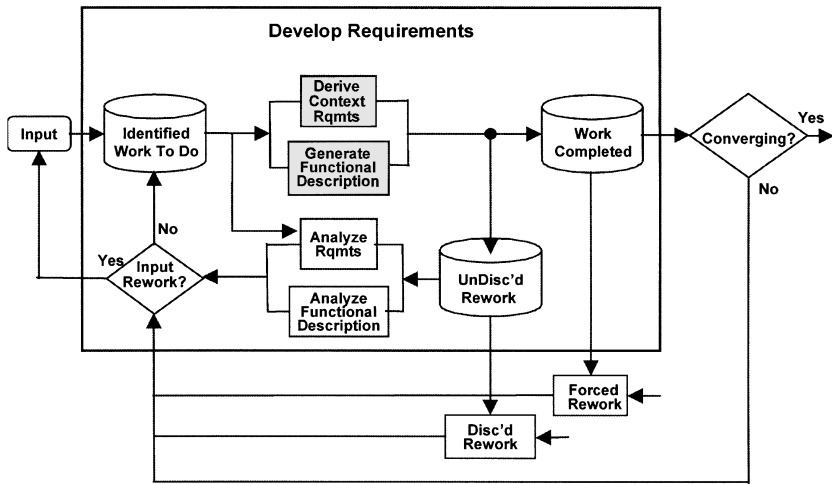 Develop Requirements
Derive
Context
Rqmts
Input
Identified
Work To Do
Generate
Functional
Description
Work
Completed
Converging?
Yes
No
No
Yes
Input
Rework?
Analyze
Rqmts
Analyze
Functional
Description
UnDisc'd
Rework
Forced
Rework
Disc'd
Rework